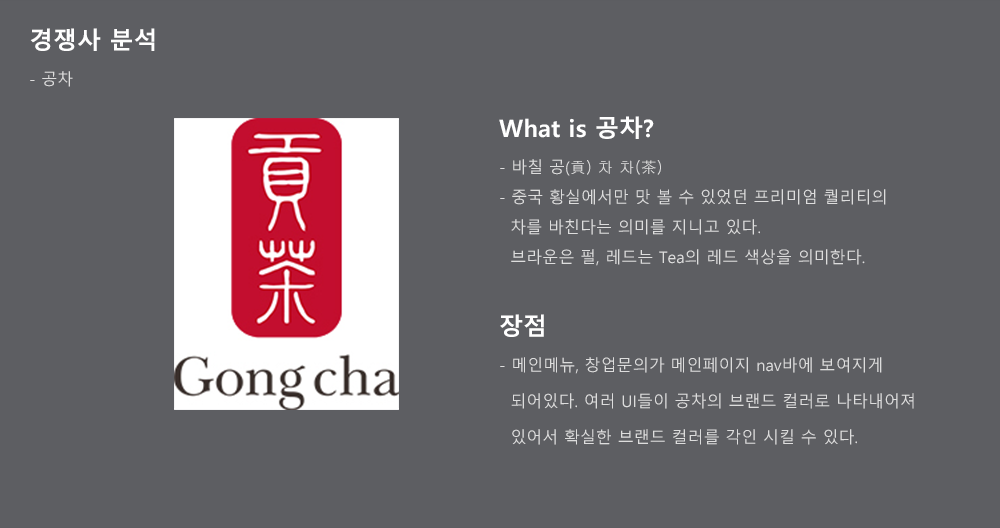 경쟁사 분석
- 공차
貢
茶
Gong cha
What is 공차?
- 바칠 공(貢) 차 차(茶)
- 중국 황실에서만 맛 볼 수 있었던 프리미엄 퀄리티의
차를 바친다는 의미를 지니고 있다.
브라운은 펄, 레드는 Tea의 레드 색상을 의미한다.
장점
- 메인메뉴, 창업문의가 메인페이지 nav바에 보여지게
되어있다. 여러 UI들이 공차의 브랜드 컬러로 나타내어져
있어서 확실한 브랜드 컬러를 각인 시킬 수 있다.